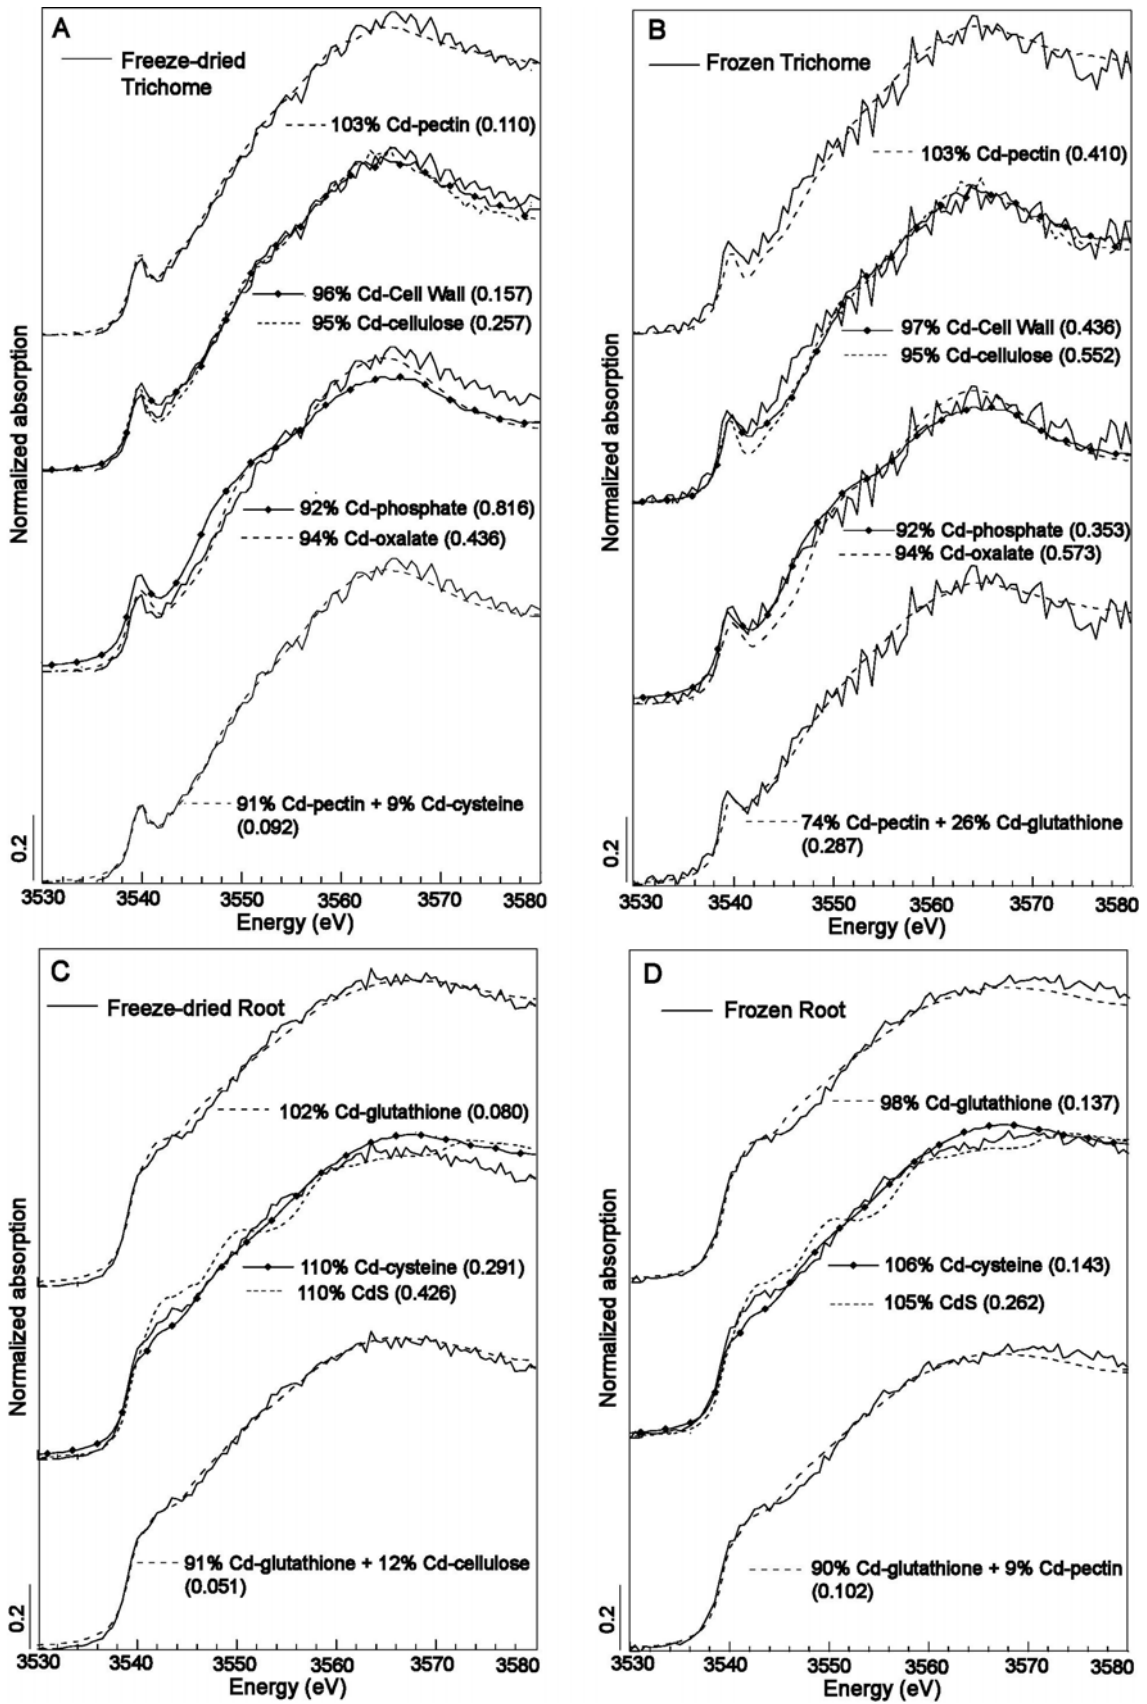 A
Freeze-dried
Trichome
103% Cd-pectin (0.110)
96% Cd-Cell Wall (0.157)
95% Cd-cellulose (0.257)
92% Cd-phosphate (0.816)
94% Cd-oxalate (0.436)
91% Cd-pectin + 9% Cd-cysteine
(0.092)
Normalized absorption
0.2
3530 3540 3550 3560 3570 3580
Energy (eV)
B
Frozen Trichome
103% Cd-pectin (0.410)
97% Cd-Cell Wall (0.436)
95% Cd-cellulose (0.552)
92% Cd-phosphate (0.353)
94% Cd-oxalate (0.573)
74% Cd-pectin + 26% Cd-glutathione
(0.287)
Normalized absorption
0.2
3530 3540 3550 3560 3570 3580
Energy (eV)
C
Freeze-dried Root
102% Cd-glutathione (0.080)
110% Cd-cysteine (0.291)
110% CdS (0.426)
91% Cd-glutathione + 12% Cd-cellulose
(0.051)
Normalized absorption
0.2
3530 3540 3550 3560 3570 3580
Energy (eV)
D
Frozen Root
98% Cd-glutathione (0.137)
106% Cd-cysteine (0.143)
105% CdS (0.262)
90% Cd-glutathione + 9% Cd-pectin
(0.102)
Normalized absorption
0.2
3530 3540 3550 3560 3570 3580
Energy (eV)